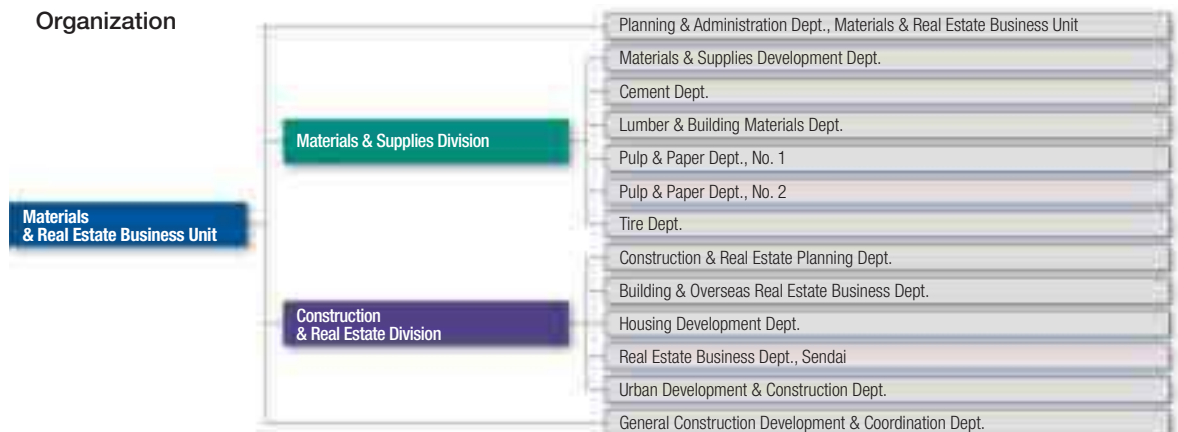 Organization
Planning & Administration Dept., Materials & Real Estate Business Unit
Materials & Supplies Development Dept.
Cement Dept.
Materials & Supplies Division
Lumber & Building Materials Dept.
Pulp & Paper Dept., No. 1
Pulp & Paper Dept., No. 2
Materials
& Real Estate Business Unit
Tire Dept.
Construction & Real Estate Planning Dept.
Building & Overseas Real Estate Business Dept.
Construction
& Real Estate Division
Housing Development Dept.
Real Estate Business Dept., Sendai
Urban Development & Construction Dept.
General Construction Development & Coordination Dept.